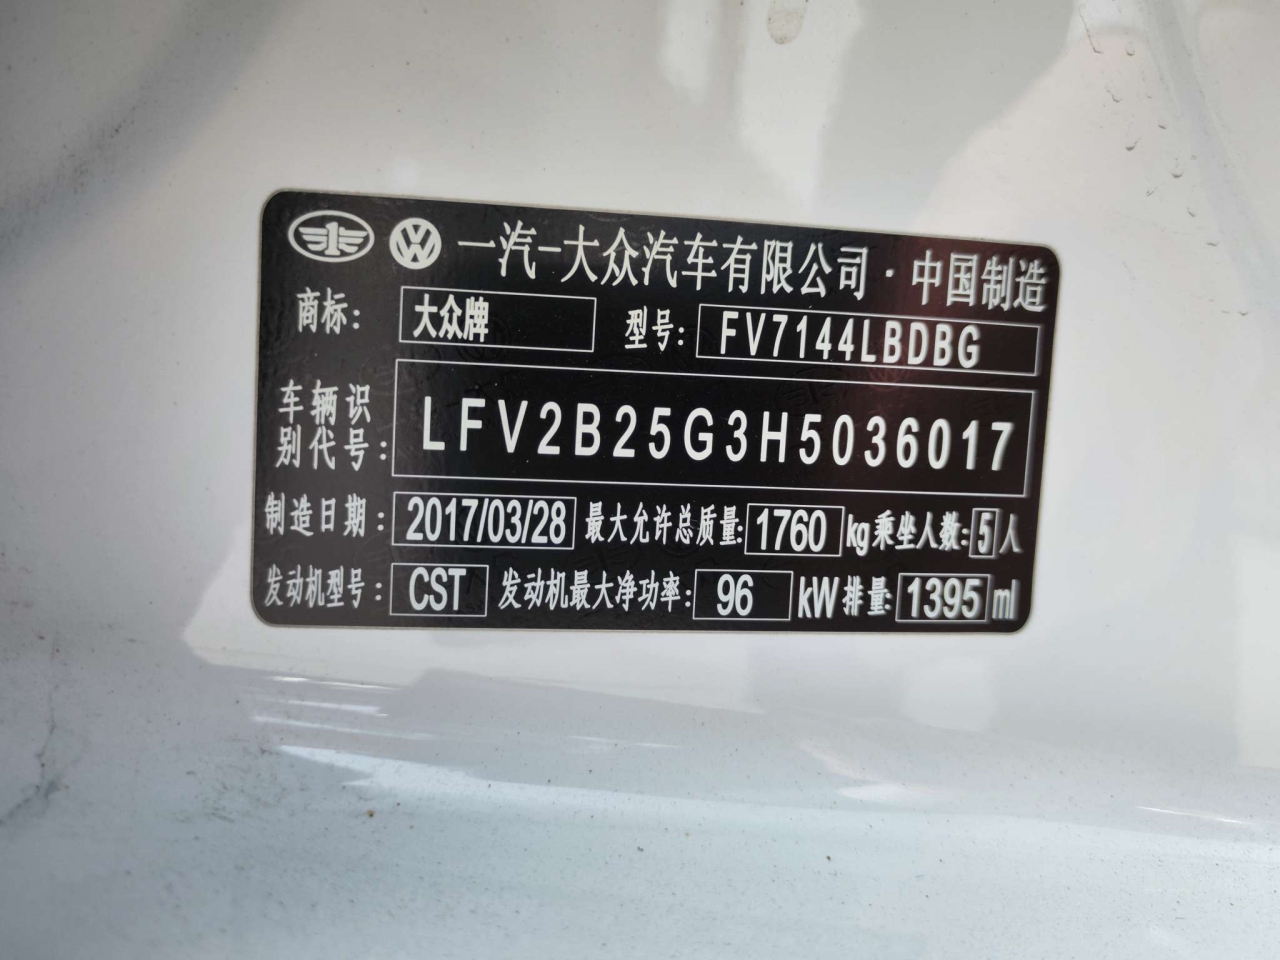 一汽-大众汽车有限公司·中国制造
商标: 大众牌 型号: FV7144LBDBG
车辆识别代号: LFV2B25G3H5036017
制造日期: 2017/03/28 最大允许总质量: 1760 kg 乘坐人数: 5 人
发动机型号: CST 发动机最大净功率: 96 kW 排量: 1395 ml